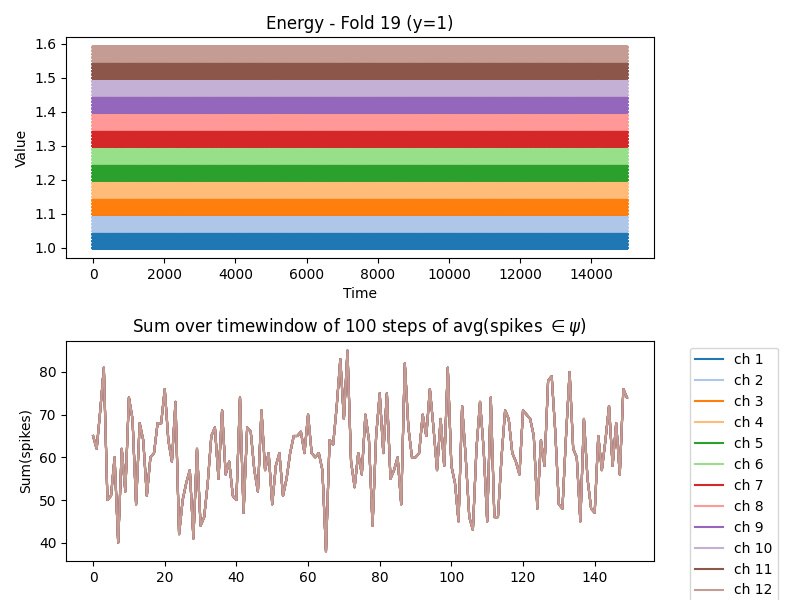 Energy - Fold 19 (y=1)
1.6
1.5
1.4
1.3
1.2
1.1
1.0
Value
0 2000 4000 6000 8000 10000 12000 14000
Time
Sum over timewindow of 100 steps of avg(spikes ∈ψ)
80
70
60
50
40
Sum(spikes)
0 20 40 60 80 100 120 140
ch 1
ch 2
ch 3
ch 4
ch 5
ch 6
ch 7
ch 8
ch 9
ch 10
ch 11
ch 12